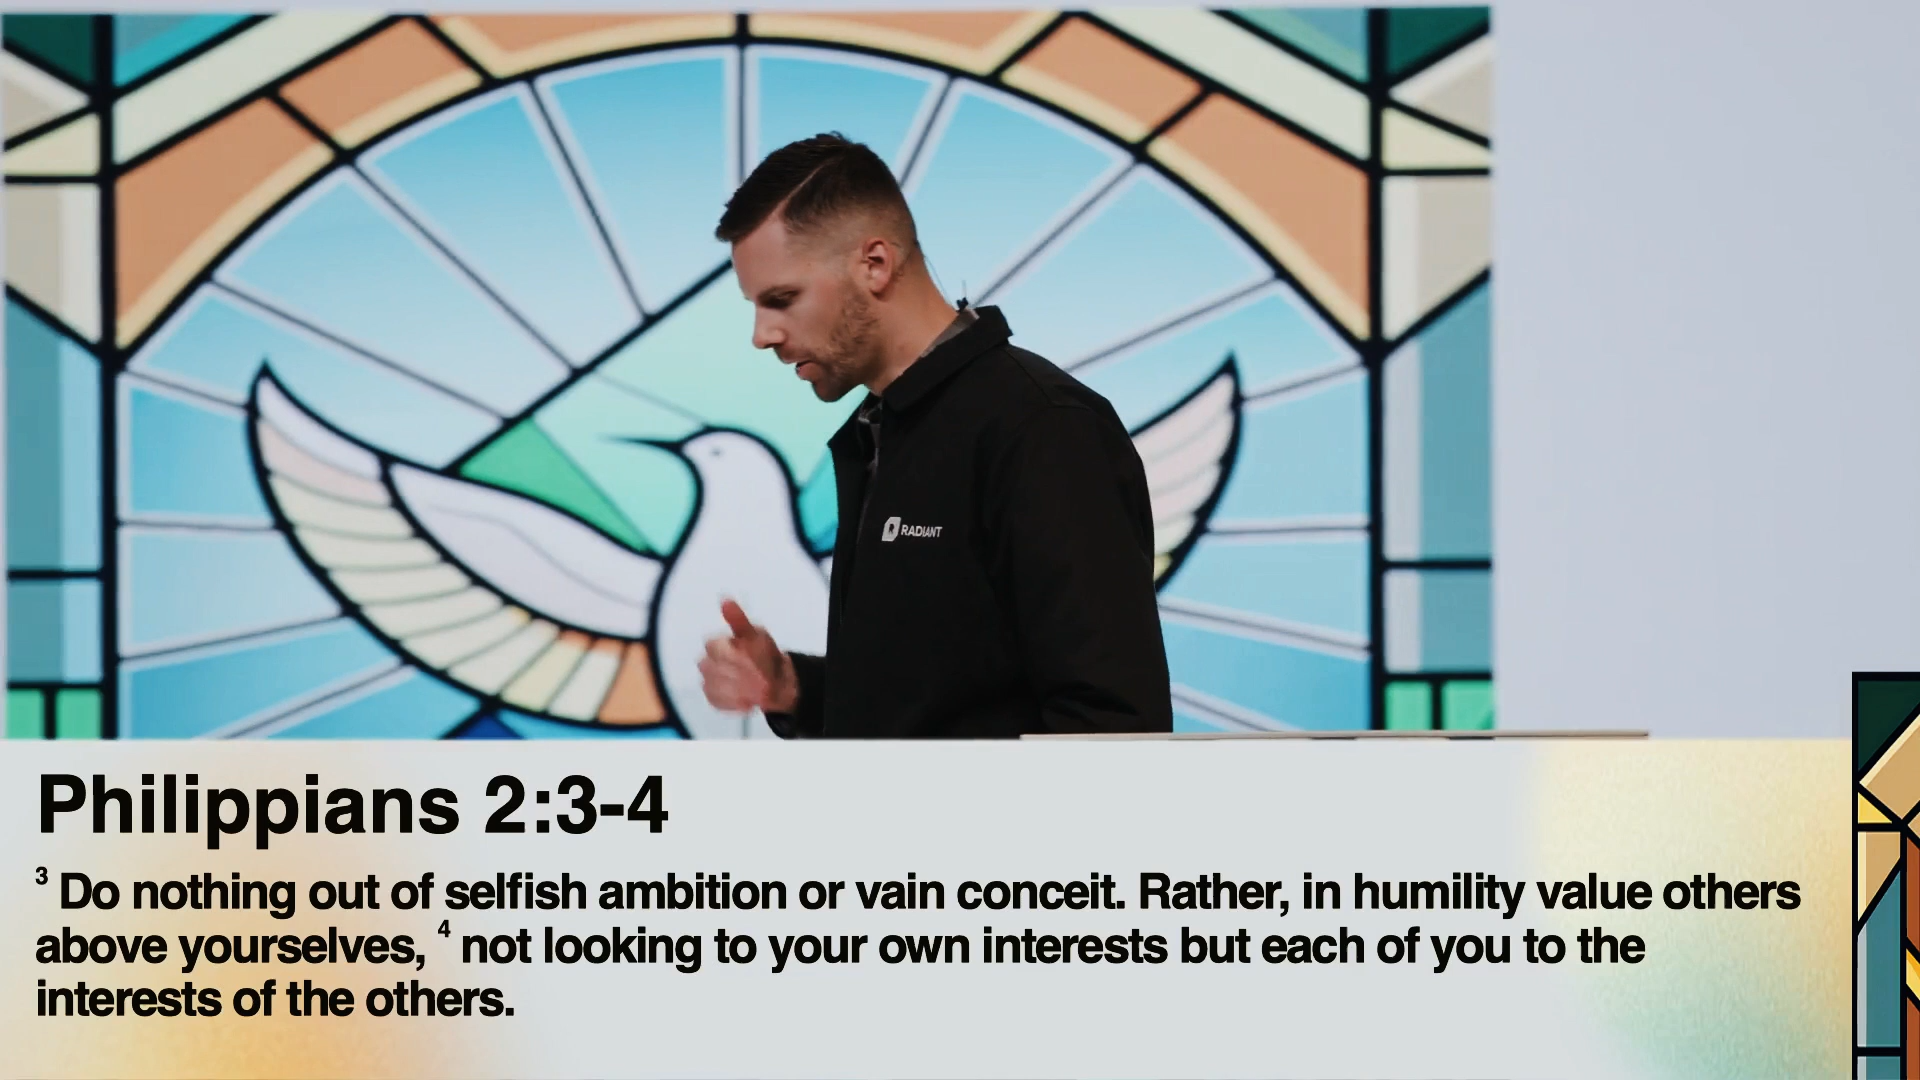 RADIANT
Philippians 2:3-4
3 Do nothing out of selfish ambition or vain conceit. Rather, in humility value others
above yourselves, 4 not looking to your own interests but each of you to the
interests of the others.